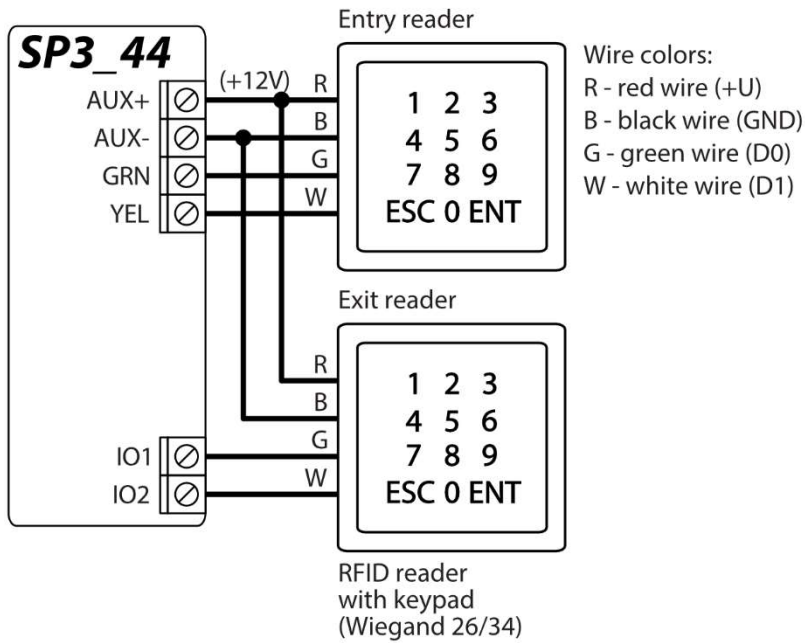 Entry reader
SP3_44
(+12V)
AUX+
AUX-
GRN
YEL
R
B
G
W
1 2 3
4 5 6
7 8 9
ESC 0 ENT
Wire colors:
R - red wire (+U)
B - black wire (GND)
G - green wire (D0)
W - white wire (D1)
Exit reader
R
B
G
W
IO1
IO2
1 2 3
4 5 6
7 8 9
ESC 0 ENT
RFID reader
with keypad
(Wiegand 26/34)